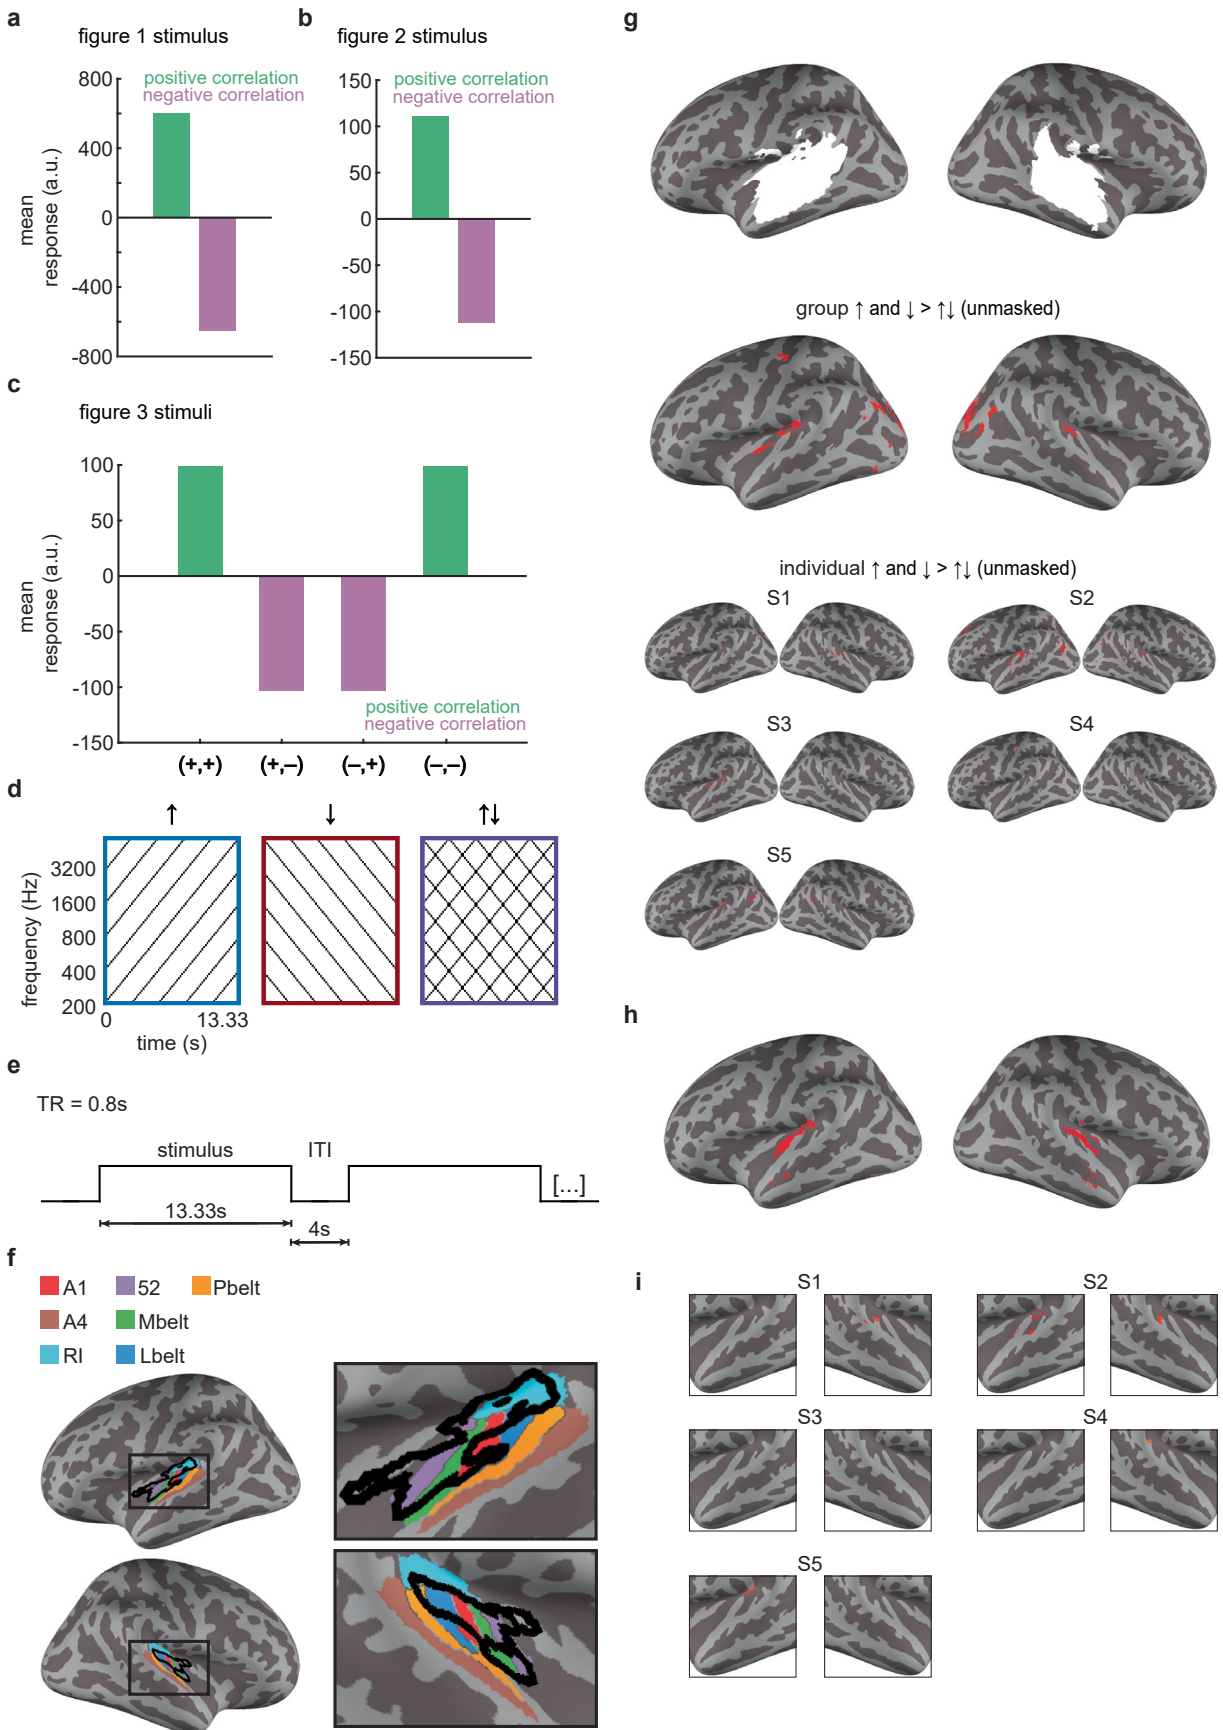 a
figure 1 stimulus
positive correlation
negative correlation
800
400
0
-400
-800
mean
response (a.u.)
b
figure 2 stimulus
positive correlation
negative correlation
150
100
50
0
-50
-100
-150
mean
response (a.u.)
c
figure 3 stimuli
100
50
0
-50
-100
-150
mean
response (a.u.)
positive correlation
negative correlation
(+,+) (+,–) (–,+) (–,–)
d
↑ ↓ ↑↓
3200
1600
800
400
200
frequency (Hz)
0 13.33
time (s)
e
TR = 0.8s
stimulus ITI
[...]
13.33s
4s
f
A1 52 Pbelt
A4 Mbelt
RI Lbelt
g
group ↑ and ↓ > ↑↓ (unmasked)
individual ↑ and ↓ > ↑↓ (unmasked)
S1 S2
S3 S4
S5
h
i
S1 S2
S3 S4
S5